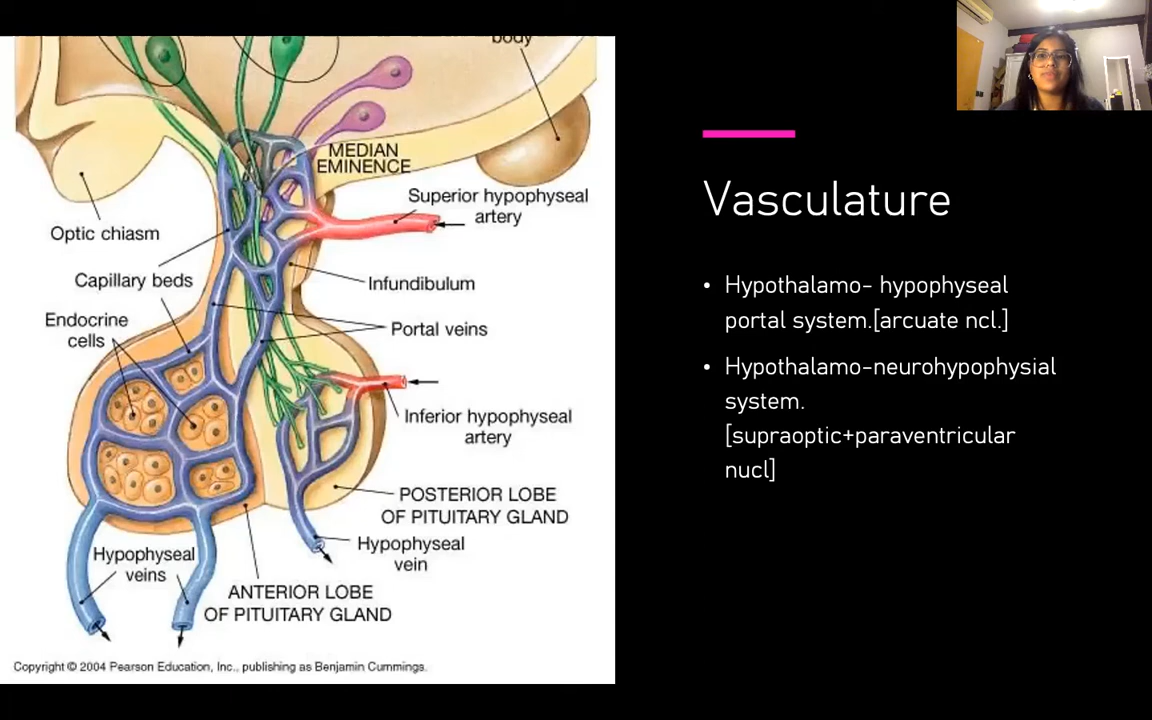 body
MEDIAN
EMINENCE
Superior hypophyseal
artery
Optic chiasm
Capillary beds
Infundibulum
Endocrine
cells
Portal veins
Inferior hypophyseal
artery
POSTERIOR LOBE
OF PITUITARY GLAND
Hypophyseal
vein
Hypophyseal
veins
ANTERIOR LOBE
OF PITUITARY GLAND
Copyright © 2004 Pearson Education, Inc., publishing as Benjamin Cummings.
Vasculature
• Hypothalamo- hypophyseal
portal system.[arcuate ncl.]
• Hypothalamo-neurohypophysial
system.
[supraoptic+paraventricular
nucl]